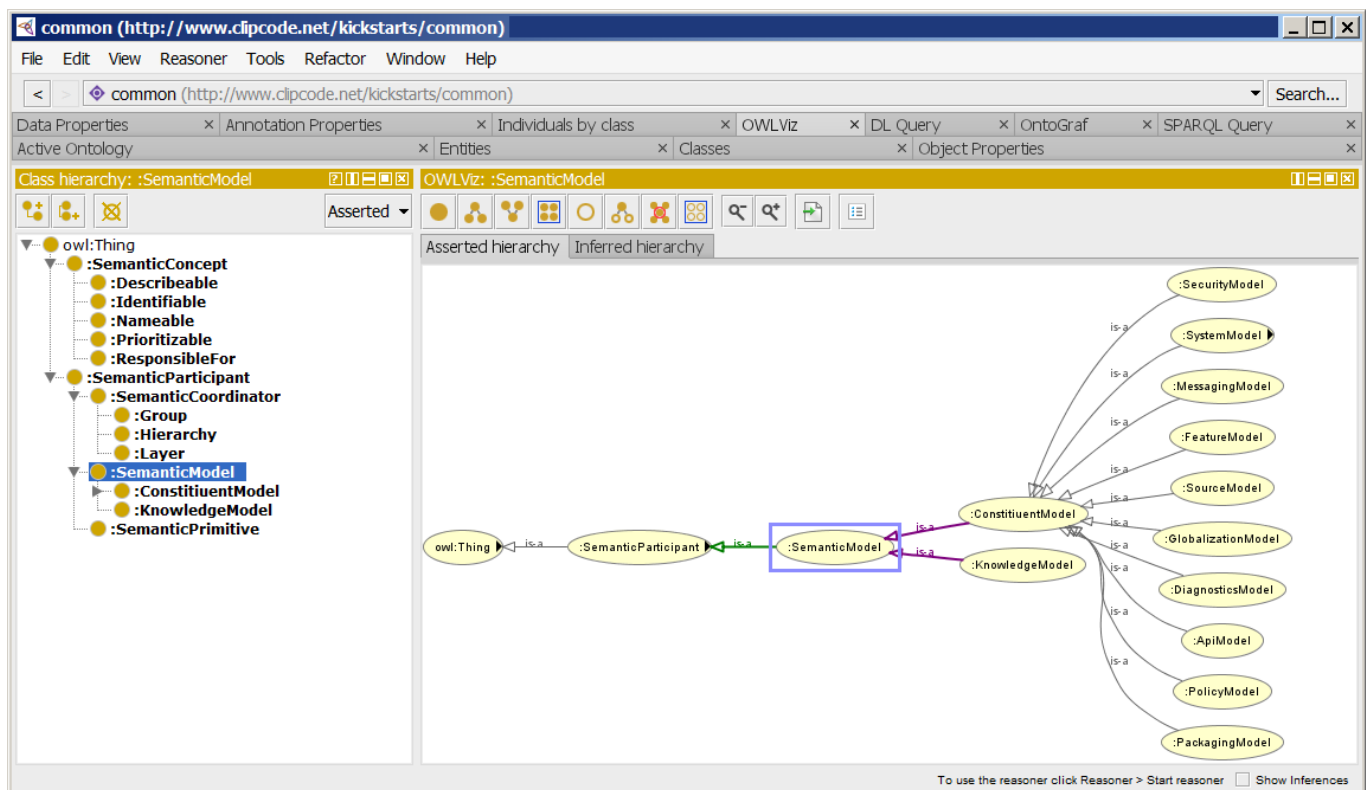 common (http://www.clipcode.net/kickstarts/common)
File Edit View Reasoner Tools Refactor Window Help
< > common (http://www.clipcode.net/kickstarts/common) Search...
Data Properties × Annotation Properties × Individuals by class × OWLViz × DL Query × OntoGraf × SPARQL Query ×
Active Ontology × Entities × Classes × Object Properties ×
Class hierarchy: :SemanticModel
Asserted
owl:Thing
:SemanticConcept
:Describeable
:Identifiable
:Nameable
:Prioritizable
:ResponsibleFor
:SemanticParticipant
:SemanticCoordinator
:Group
:Hierarchy
:Layer
:SemanticModel
:ConstitiuentModel
:KnowledgeModel
:SemanticPrimitive
OWLViz: :SemanticModel
Asserted hierarchy Inferred hierarchy
:SecurityModel
is-a
:SystemModel
is-a
:MessagingModel
is-a
:FeatureModel
is-a
:SourceModel
is-a
:ConstitiuentModel
is-a
is-a
:GlobalizationModel
owl:Thing is-a :SemanticParticipant is-a :SemanticModel
is-a
is-a
:KnowledgeModel
is-a
:DiagnosticsModel
is-a
:ApiModel
is-a
:PolicyModel
:PackagingModel
To use the reasoner click Reasoner > Start reasoner Show Inferences